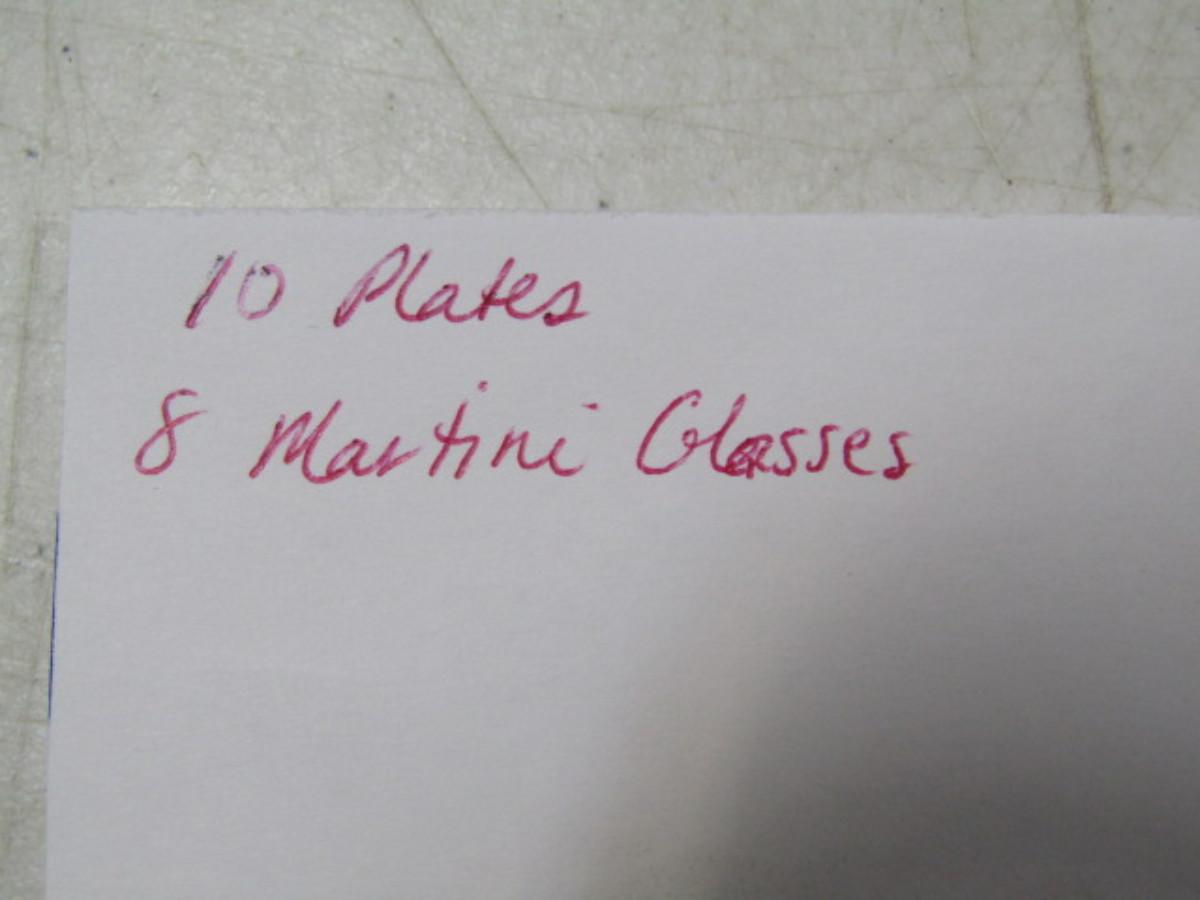 10 Plates
8 Martini Glasses